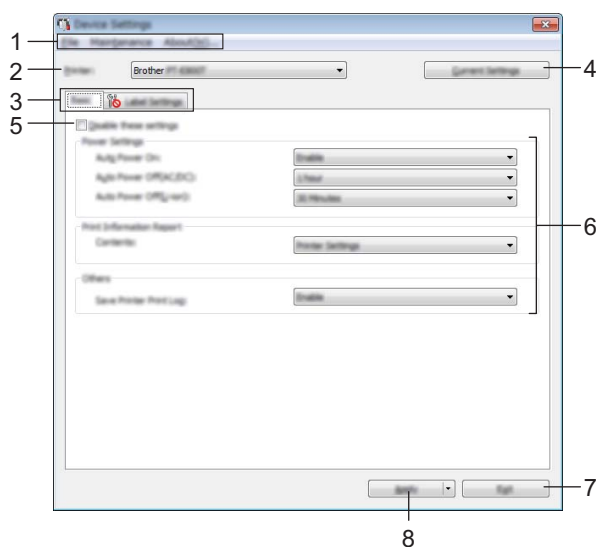 Device Settings
1
File Maintenance About(V)...
2
Printer:
Brother PT-E800T
Current Settings
4
3
Basic
Label Settings
5
Disable these settings
Power Settings
Auto Power On:
Enable
Auto Power Off(AC/DC):
1 hour
Auto Power Off(Li-ion):
30 Minutes
6
Print Information Report
Contents:
Printer Settings
Others
Save Printer Print Log:
Enable
Apply
Exit
7
8